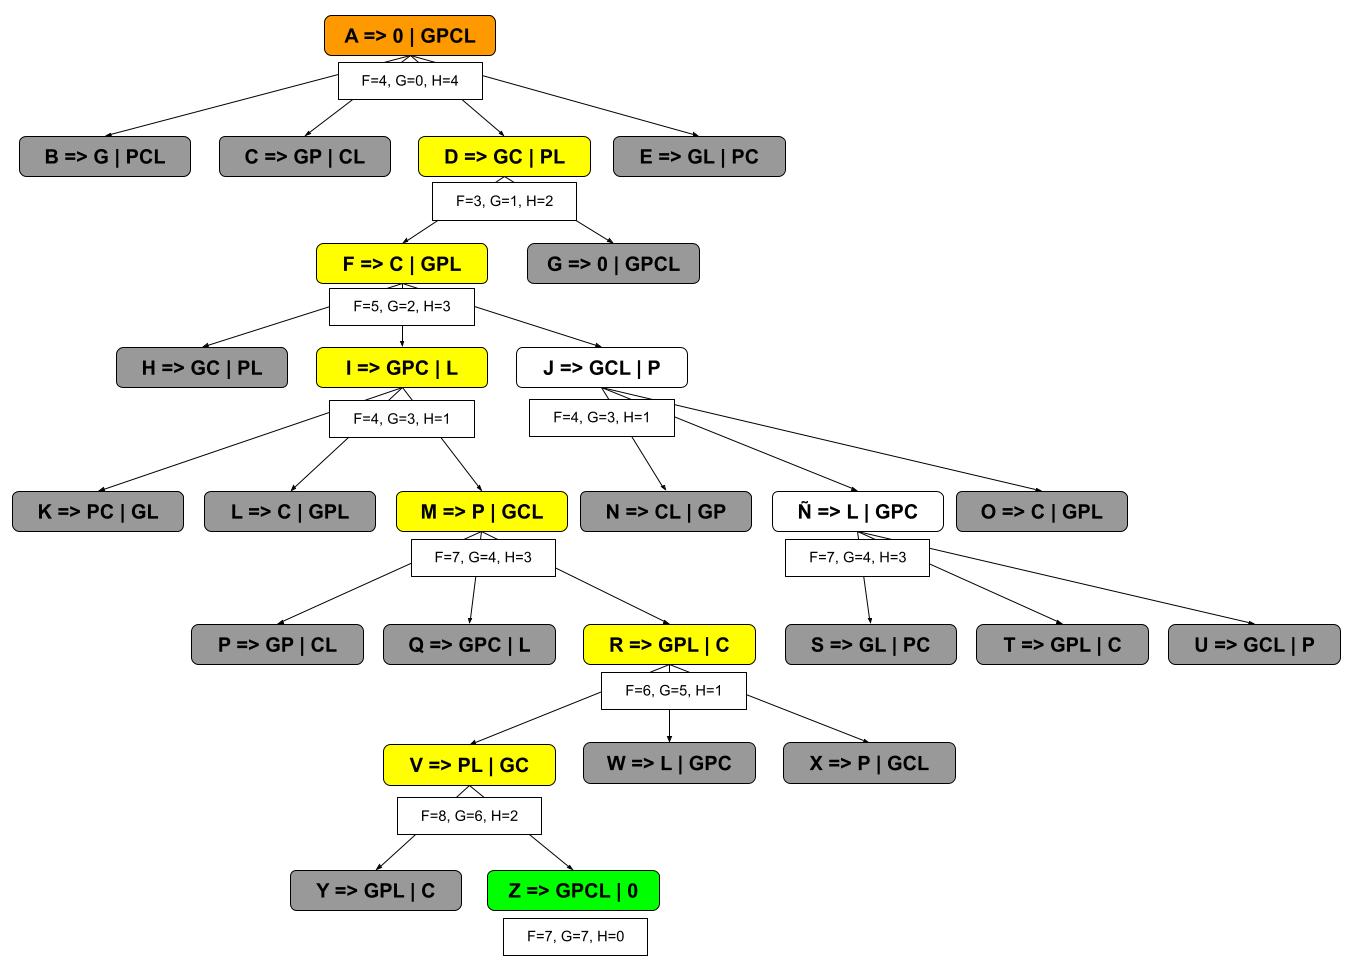 A => 0 | GPCL
F=4, G=0, H=4
B => G | PCL
C => GP | CL
D => GC | PL
E => GL | PC
F=3, G=1, H=2
F => C | GPL
G => 0 | GPCL
F=5, G=2, H=3
H => GC | PL
I => GPC | L
J => GCL | P
F=4, G=3, H=1
F=4, G=3, H=1
K => PC | GL
L => C | GPL
M => P | GCL
N => CL | GP
Ñ => L | GPC
O => C | GPL
F=7, G=4, H=3
F=7, G=4, H=3
P => GP | CL
Q => GPC | L
R => GPL | C
S => GL | PC
T => GPL | C
U => GCL | P
F=6, G=5, H=1
V => PL | GC
W => L | GPC
X => P | GCL
F=8, G=6, H=2
Y => GPL | C
Z => GPCL | 0
F=7, G=7, H=0